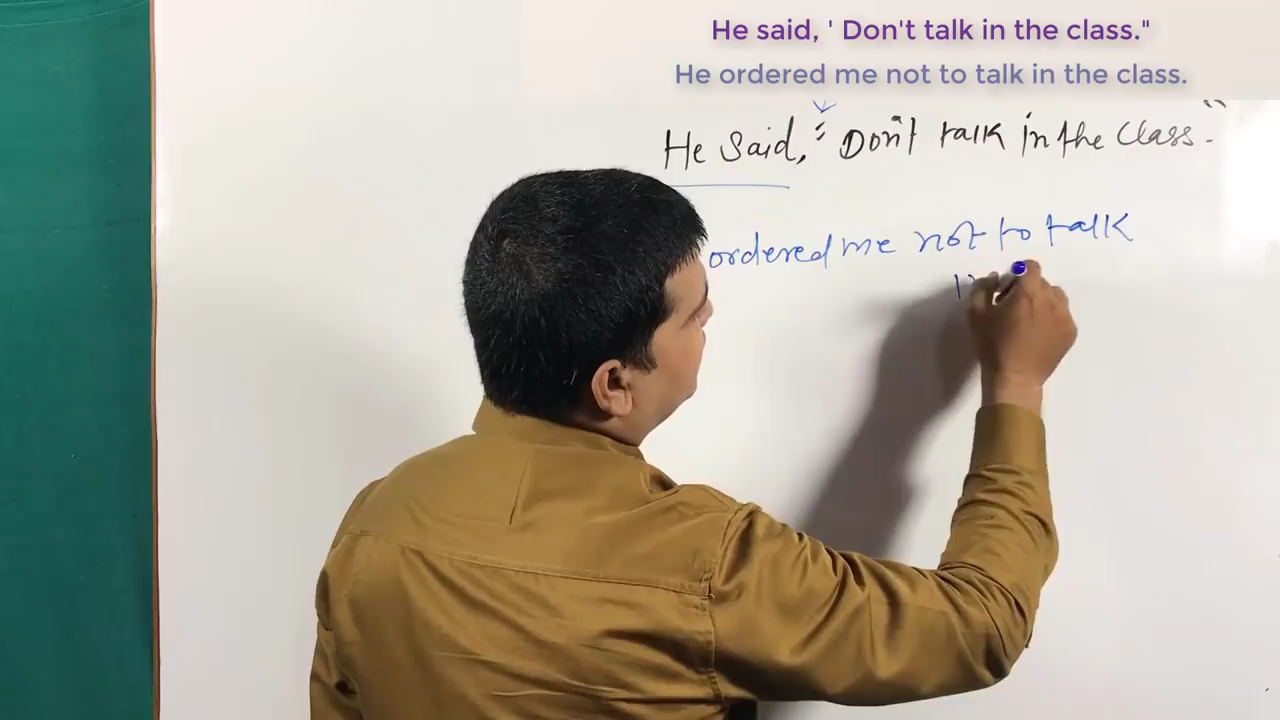 He said, ' Don't talk in the class."
He ordered me not to talk in the class.
He Said, "Don't talk in the Class."
ordered me not to talk
in